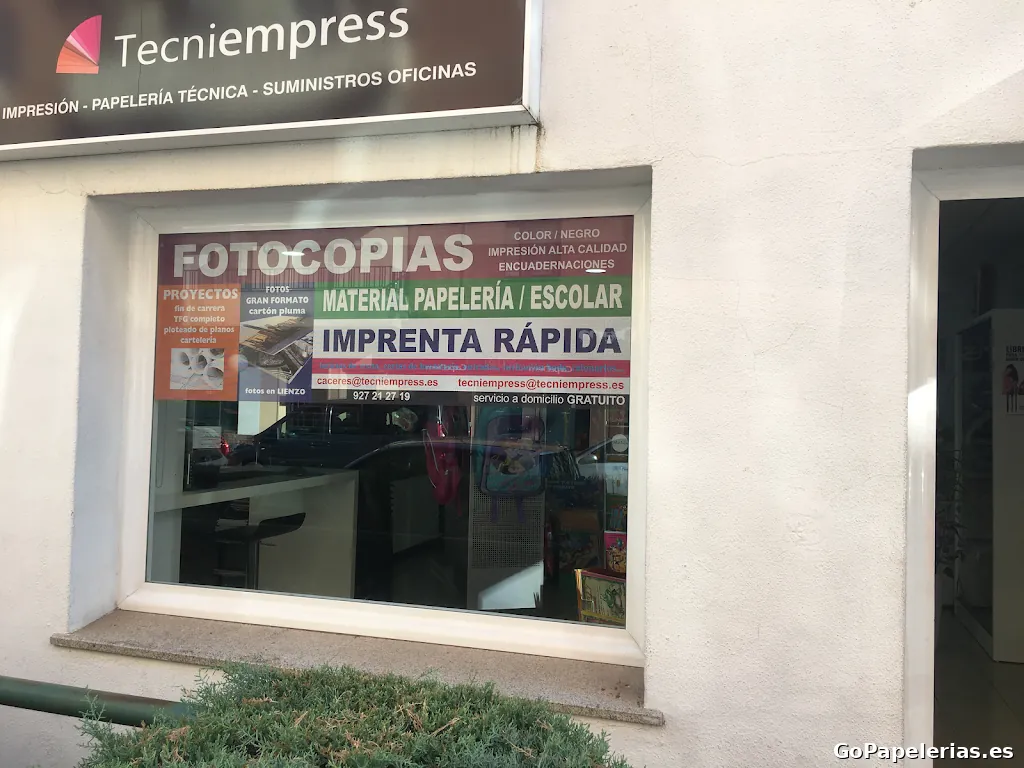 Tecniempress
IMPRESIÓN - PAPELERÍA TÉCNICA - SUMINISTROS OFICINAS
FOTOCOPIAS
COLOR / NEGRO
IMPRESIÓN ALTA CALIDAD
ENCUADERNACIONES
PROYECTOS
fin de carrera
TFG completo
ploteado de planos
cartelería
FOTOS
GRAN FORMATO
cartón pluma
fotos en LIENZO
MATERIAL PAPELERÍA / ESCOLAR
IMPRENTA RÁPIDA
caceres@tecniempress.es tecniempress@tecniempress.es
927 21 27 19 servicio a domicilio GRATUITO
GoPapelerias.es